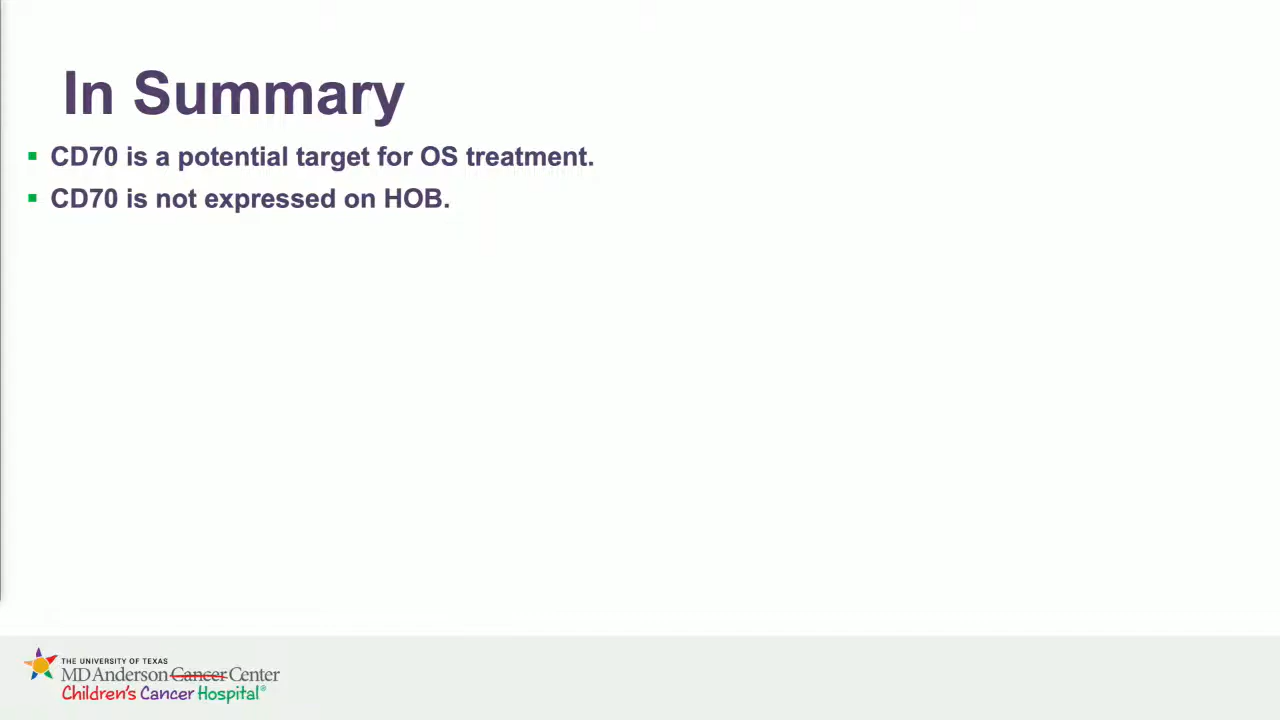 In Summary
CD70 is a potential target for OS treatment.
CD70 is not expressed on HOB.
THE UNIVERSITY OF TEXAS
MD Anderson Cancer Center
Children's Cancer Hospital®